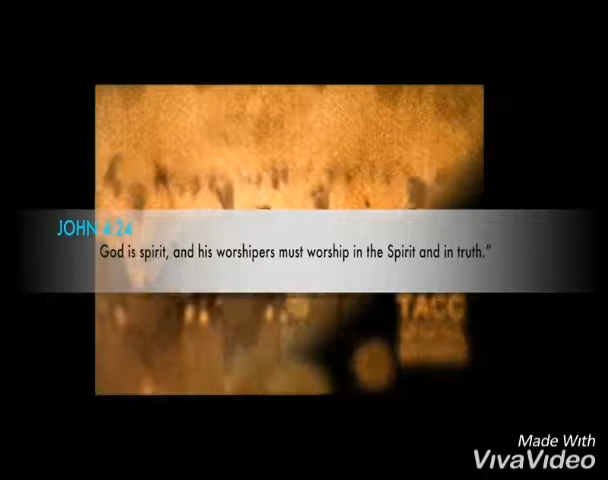 JOHN 4:24
God is spirit, and his worshipers must worship in the Spirit and in truth.”
TACC
Made With
VivaVideo